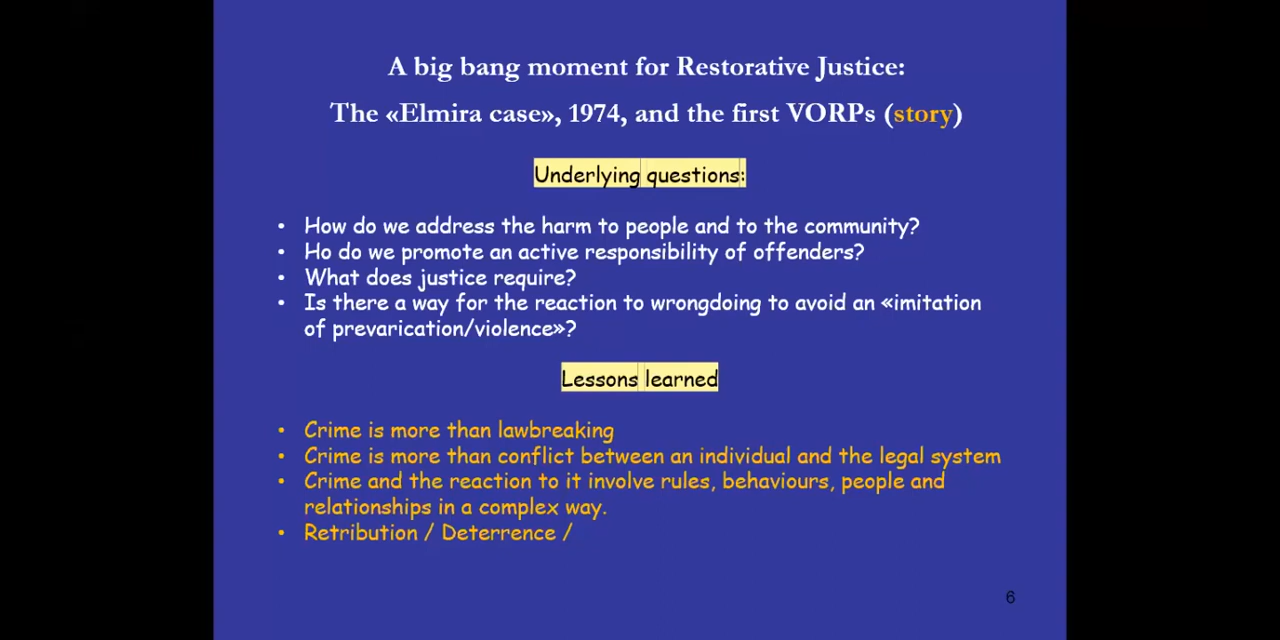 A big bang moment for Restorative Justice:
The «Elmira case», 1974, and the first VORPs (story)
Underlying questions:
• How do we address the harm to people and to the community?
• Ho do we promote an active responsibility of offenders?
• What does justice require?
• Is there a way for the reaction to wrongdoing to avoid an «imitation
of prevarication/violence»?
Lessons learned
• Crime is more than lawbreaking
• Crime is more than conflict between an individual and the legal system
• Crime and the reaction to it involve rules, behaviours, people and
relationships in a complex way.
• Retribution / Deterrence /
6